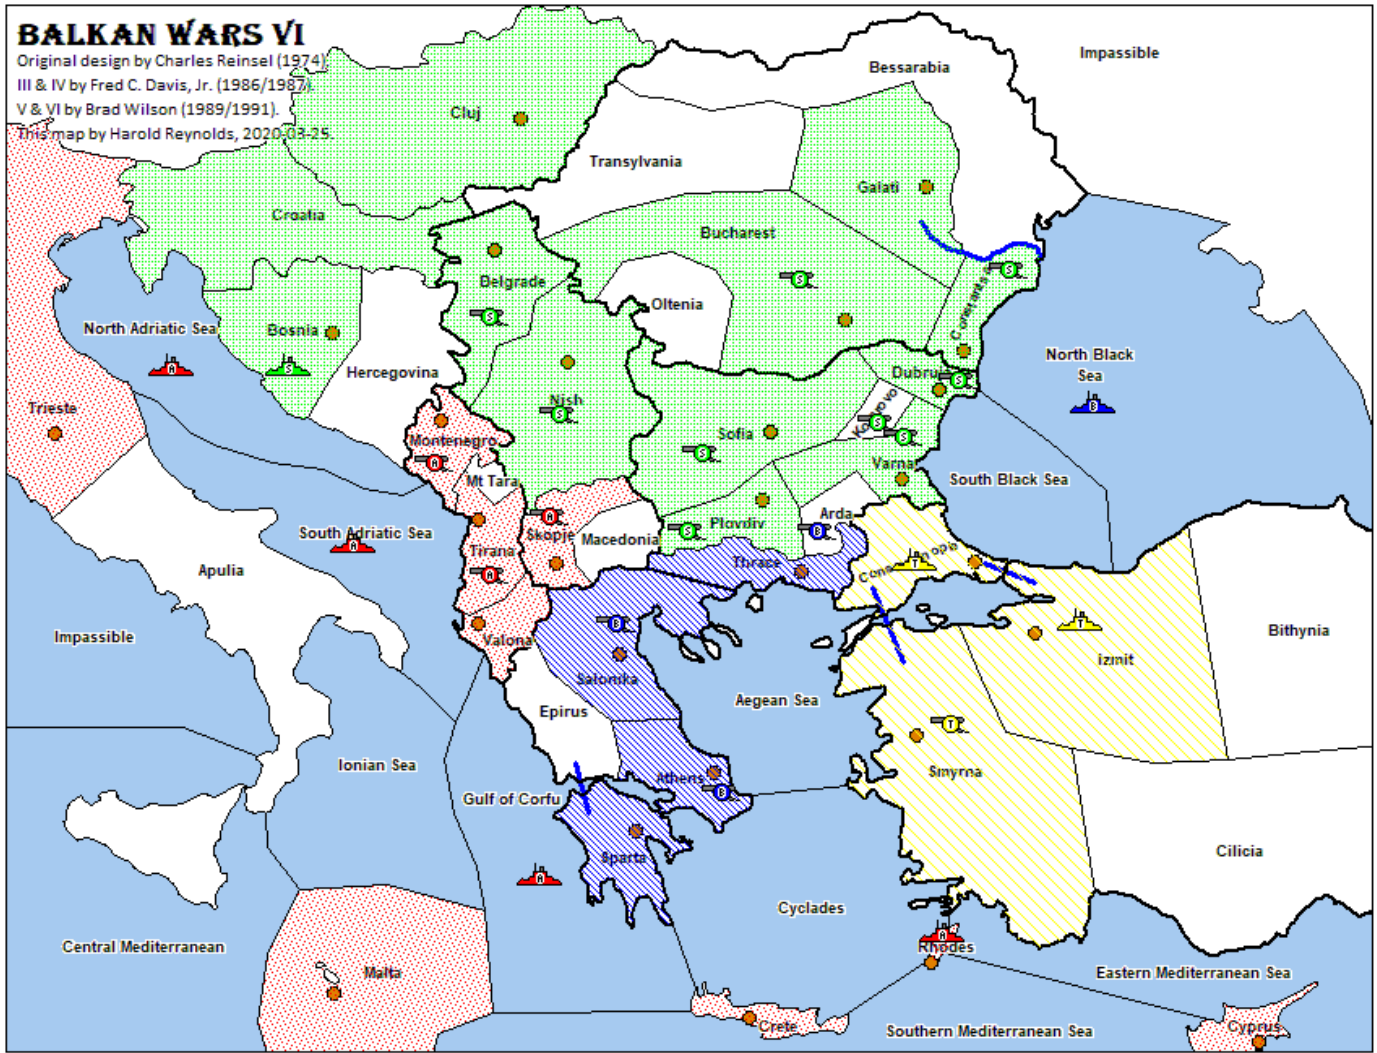 BALKAN WARS VI
Original design by Charles Reinsel (1974)
III & IV by Fred C. Davis, Jr. (1986/1987).
V & VI by Brad Wilson (1989/1991).
This map by Harold Reynolds, 2020-03-25.
Impassible
Bessarabia
Cluj
Transylvania
Galati
Croatia
Bucharest
Belgrade
Constanta
S
S
Oltenia
S
North Adriatic Sea
Bosnia
A
S
Hercegovina
North Black
Sea
B
Dubruja
S
Trieste
Nish
S
Kosovo
S
S
Sofia
S
Montenegro
A
Varna
Mt Tara
South Black Sea
South Adriatic Sea
A
A
Skopje
Macedonia
Plovdiv
S
Arda
B
Tirana
A
Thrace
Constantinople
T
Apulia
Impassible
Valona
B
Salonika
T
Izmit
Bithynia
Epirus
Aegean Sea
T
Smyrna
Ionian Sea
Athens
B
Gulf of Corfu
Sparta
A
Cilicia
Cyclades
A
Rhodes
Central Mediterranean
Malta
Eastern Mediterranean Sea
Crete
Southern Mediterranean Sea
Cyprus